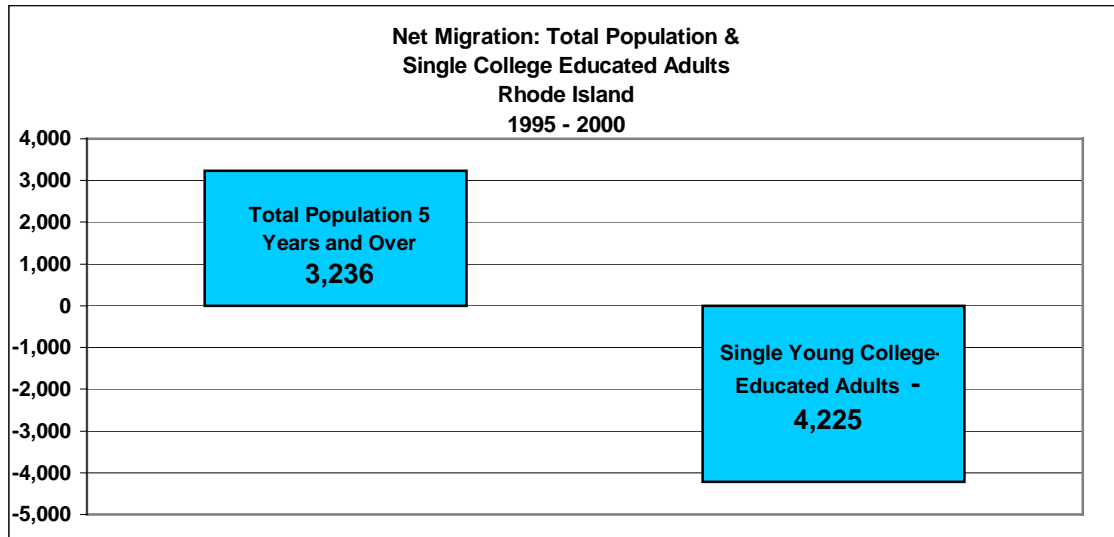 Net Migration: Total Population &
Single College Educated Adults
Rhode Island
1995 - 2000
4,000
3,000
2,000
1,000
0
-1,000
-2,000
-3,000
-4,000
-5,000
Total Population 5
Years and Over
3,236
Single Young College-
Educated Adults -
4,225